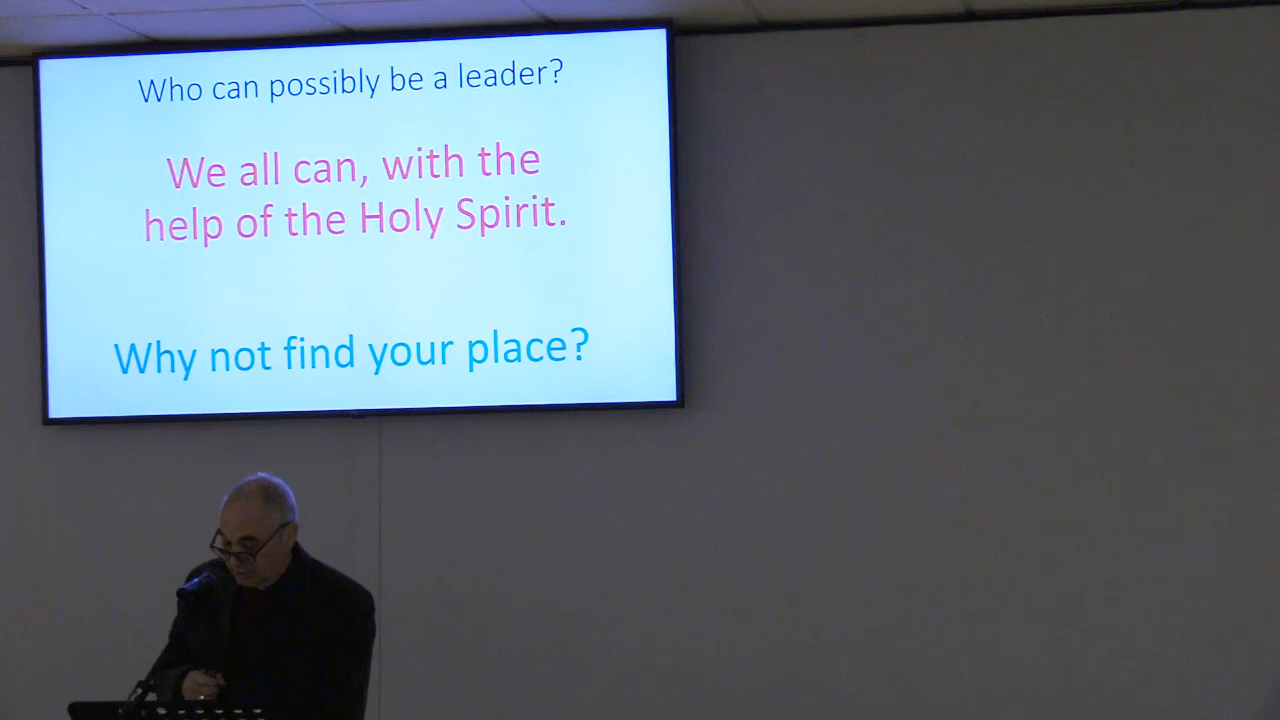 Who can possibly be a leader?
We all can, with the
help of the Holy Spirit.
Why not find your place?